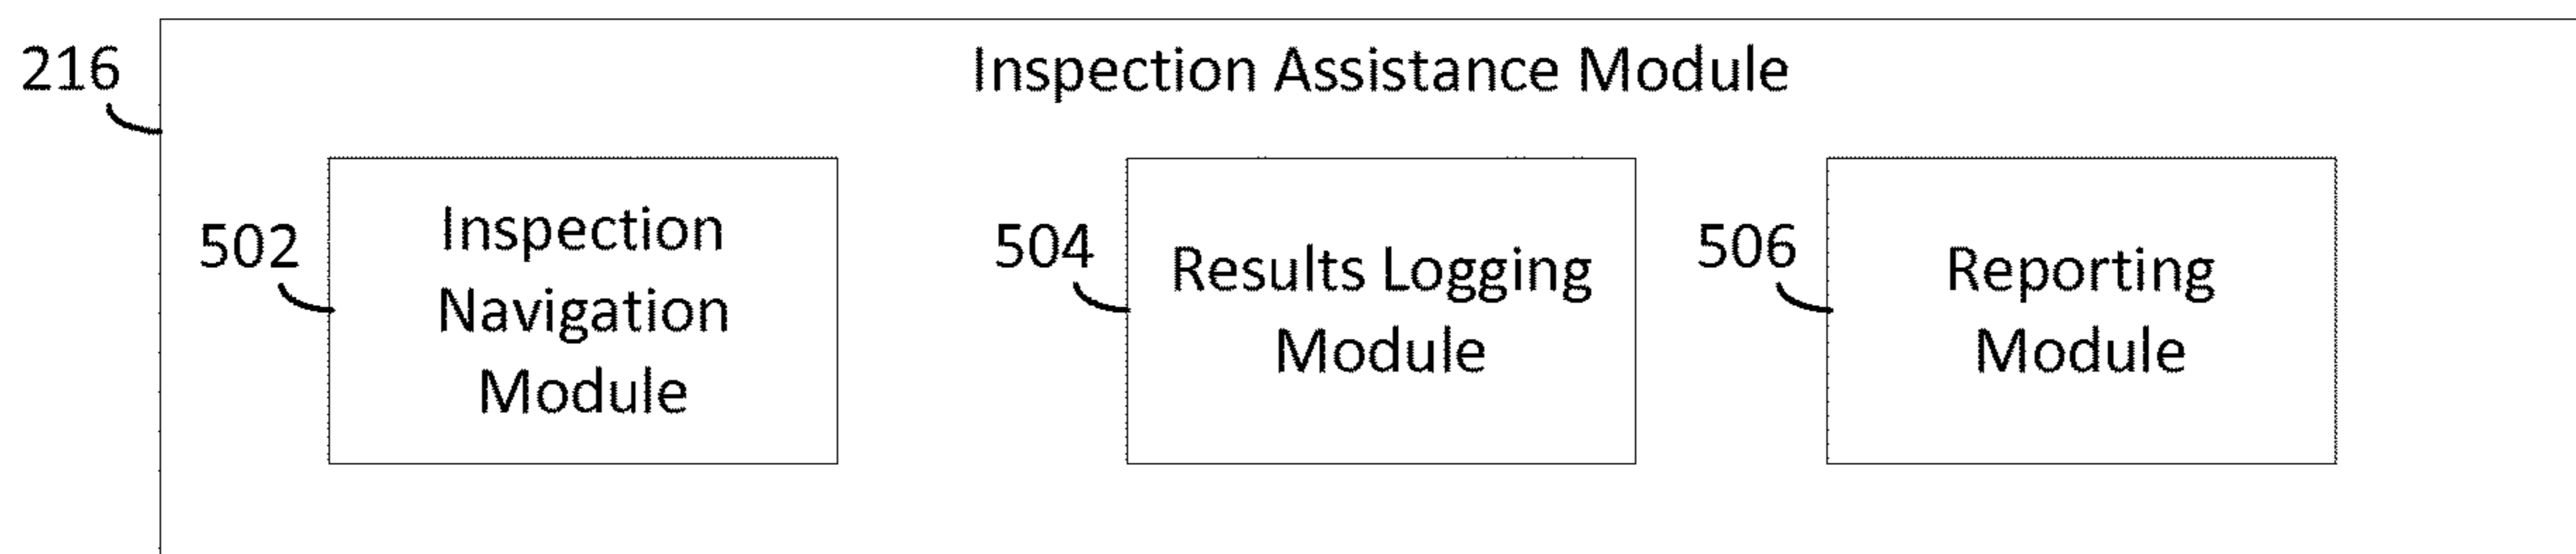 216
Inspection Assistance Module
502
Inspection
Navigation
Module
504
Results Logging
Module
506
Reporting
Module